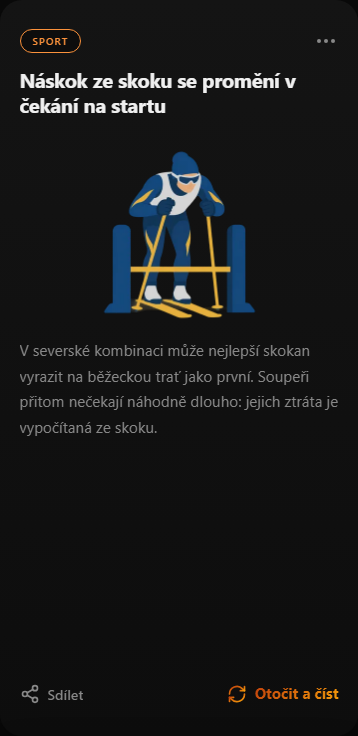 SPORT
Náskok ze skoku se promění v
čekání na startu
V severské kombinaci může nejlepší skokan
vyrazit na běžeckou trať jako první. Soupeři
přitom nečekají náhodně dlouho: jejich ztráta je
vypočítaná ze skoku.
Sdílet
Otočit a číst